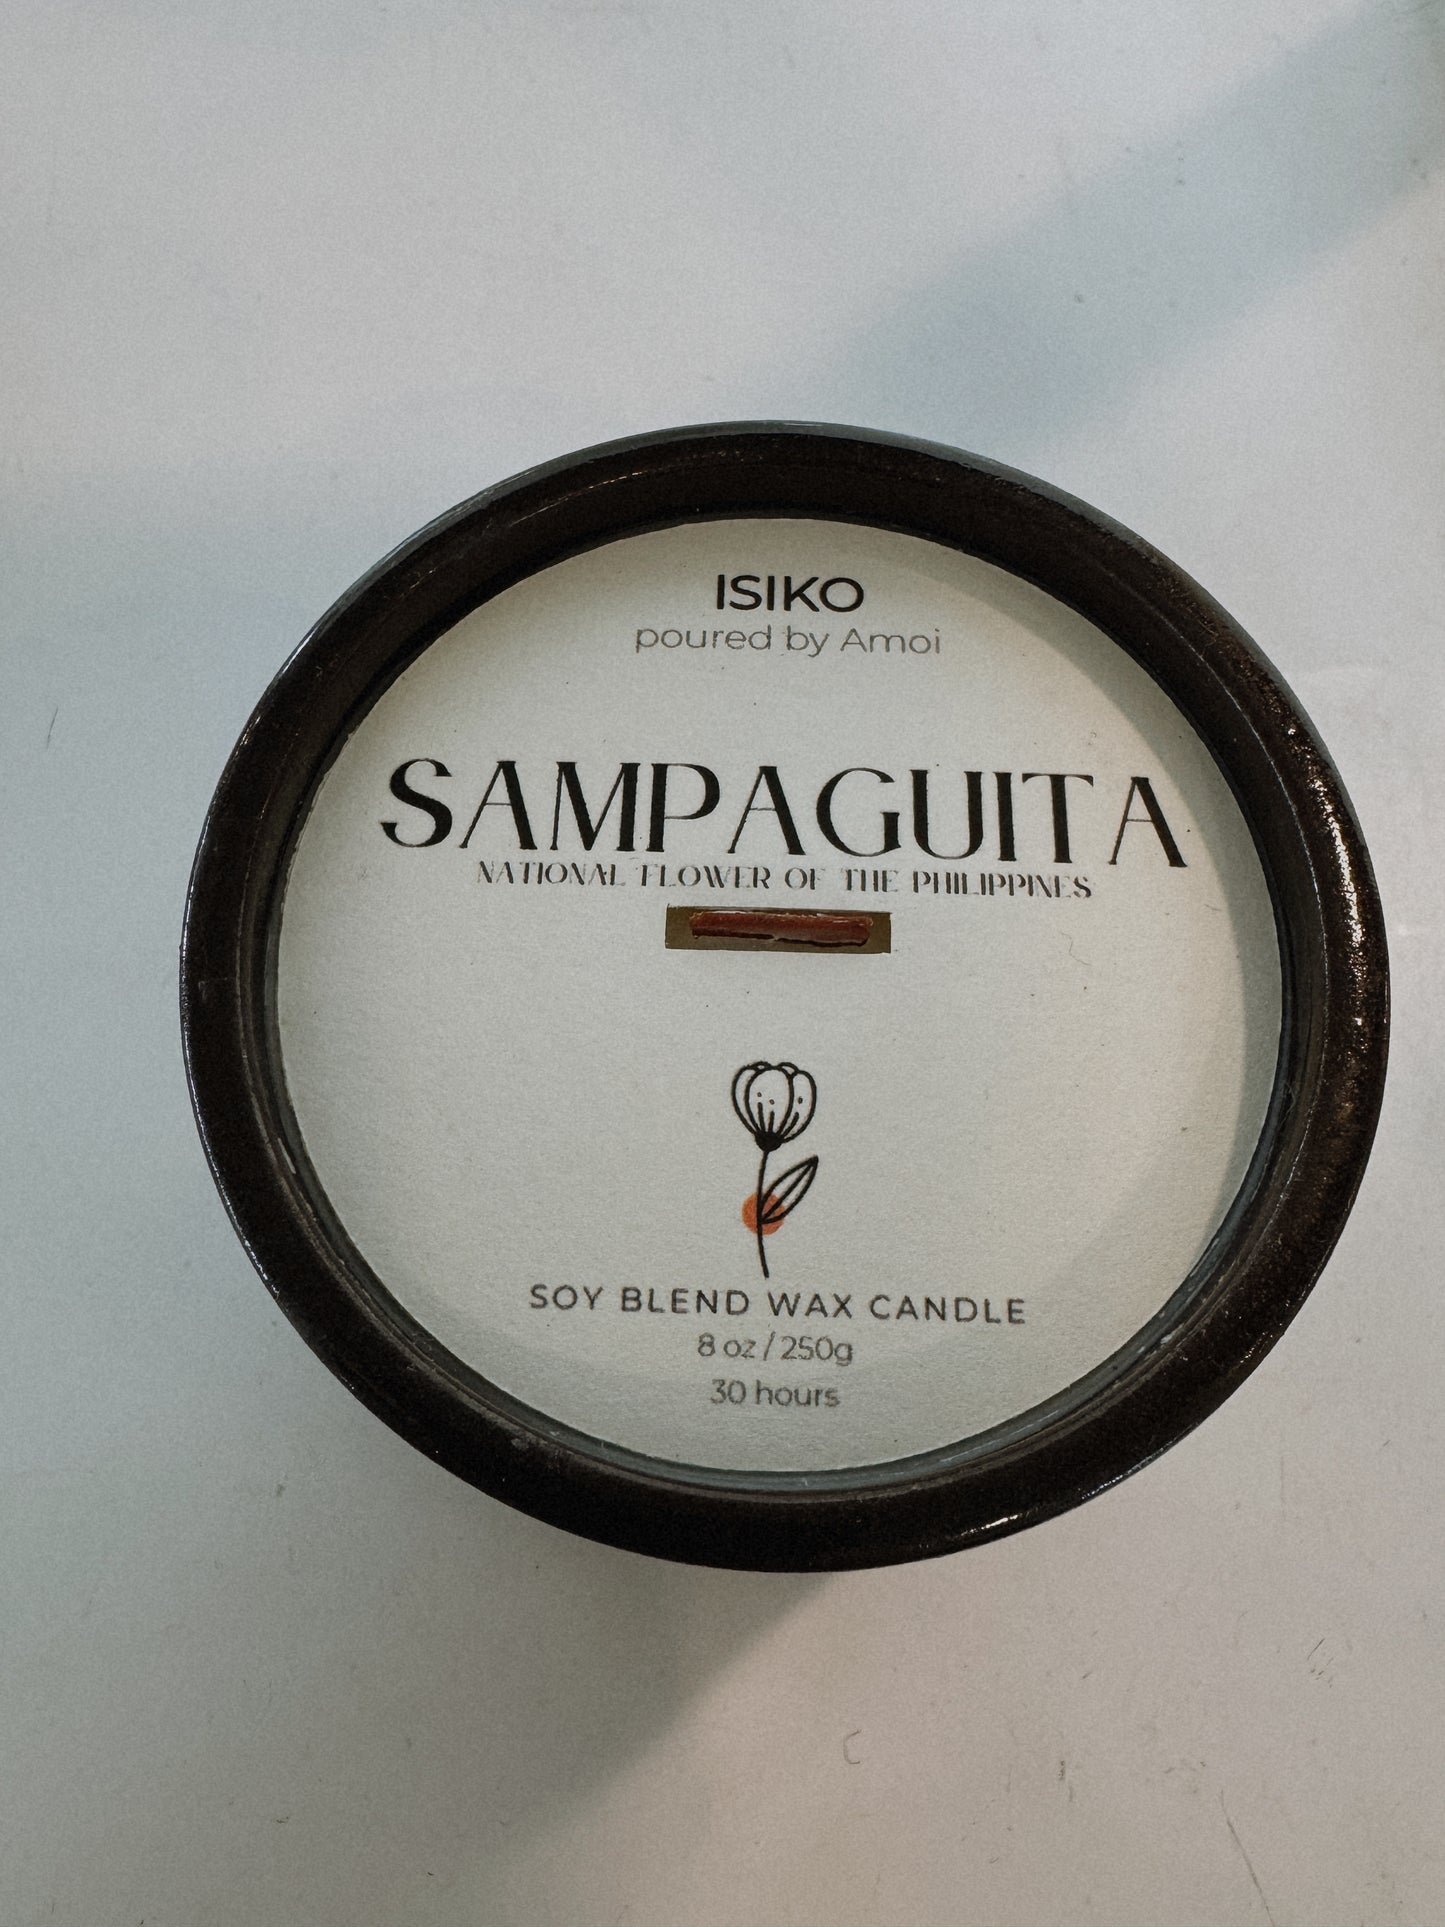 ISIKO
poured by Amoi
SAMPAGUITA
NATIONAL FLOWER OF THE PHILIPPINES
SOY BLEND WAX CANDLE
8 oz / 250g
30 hours